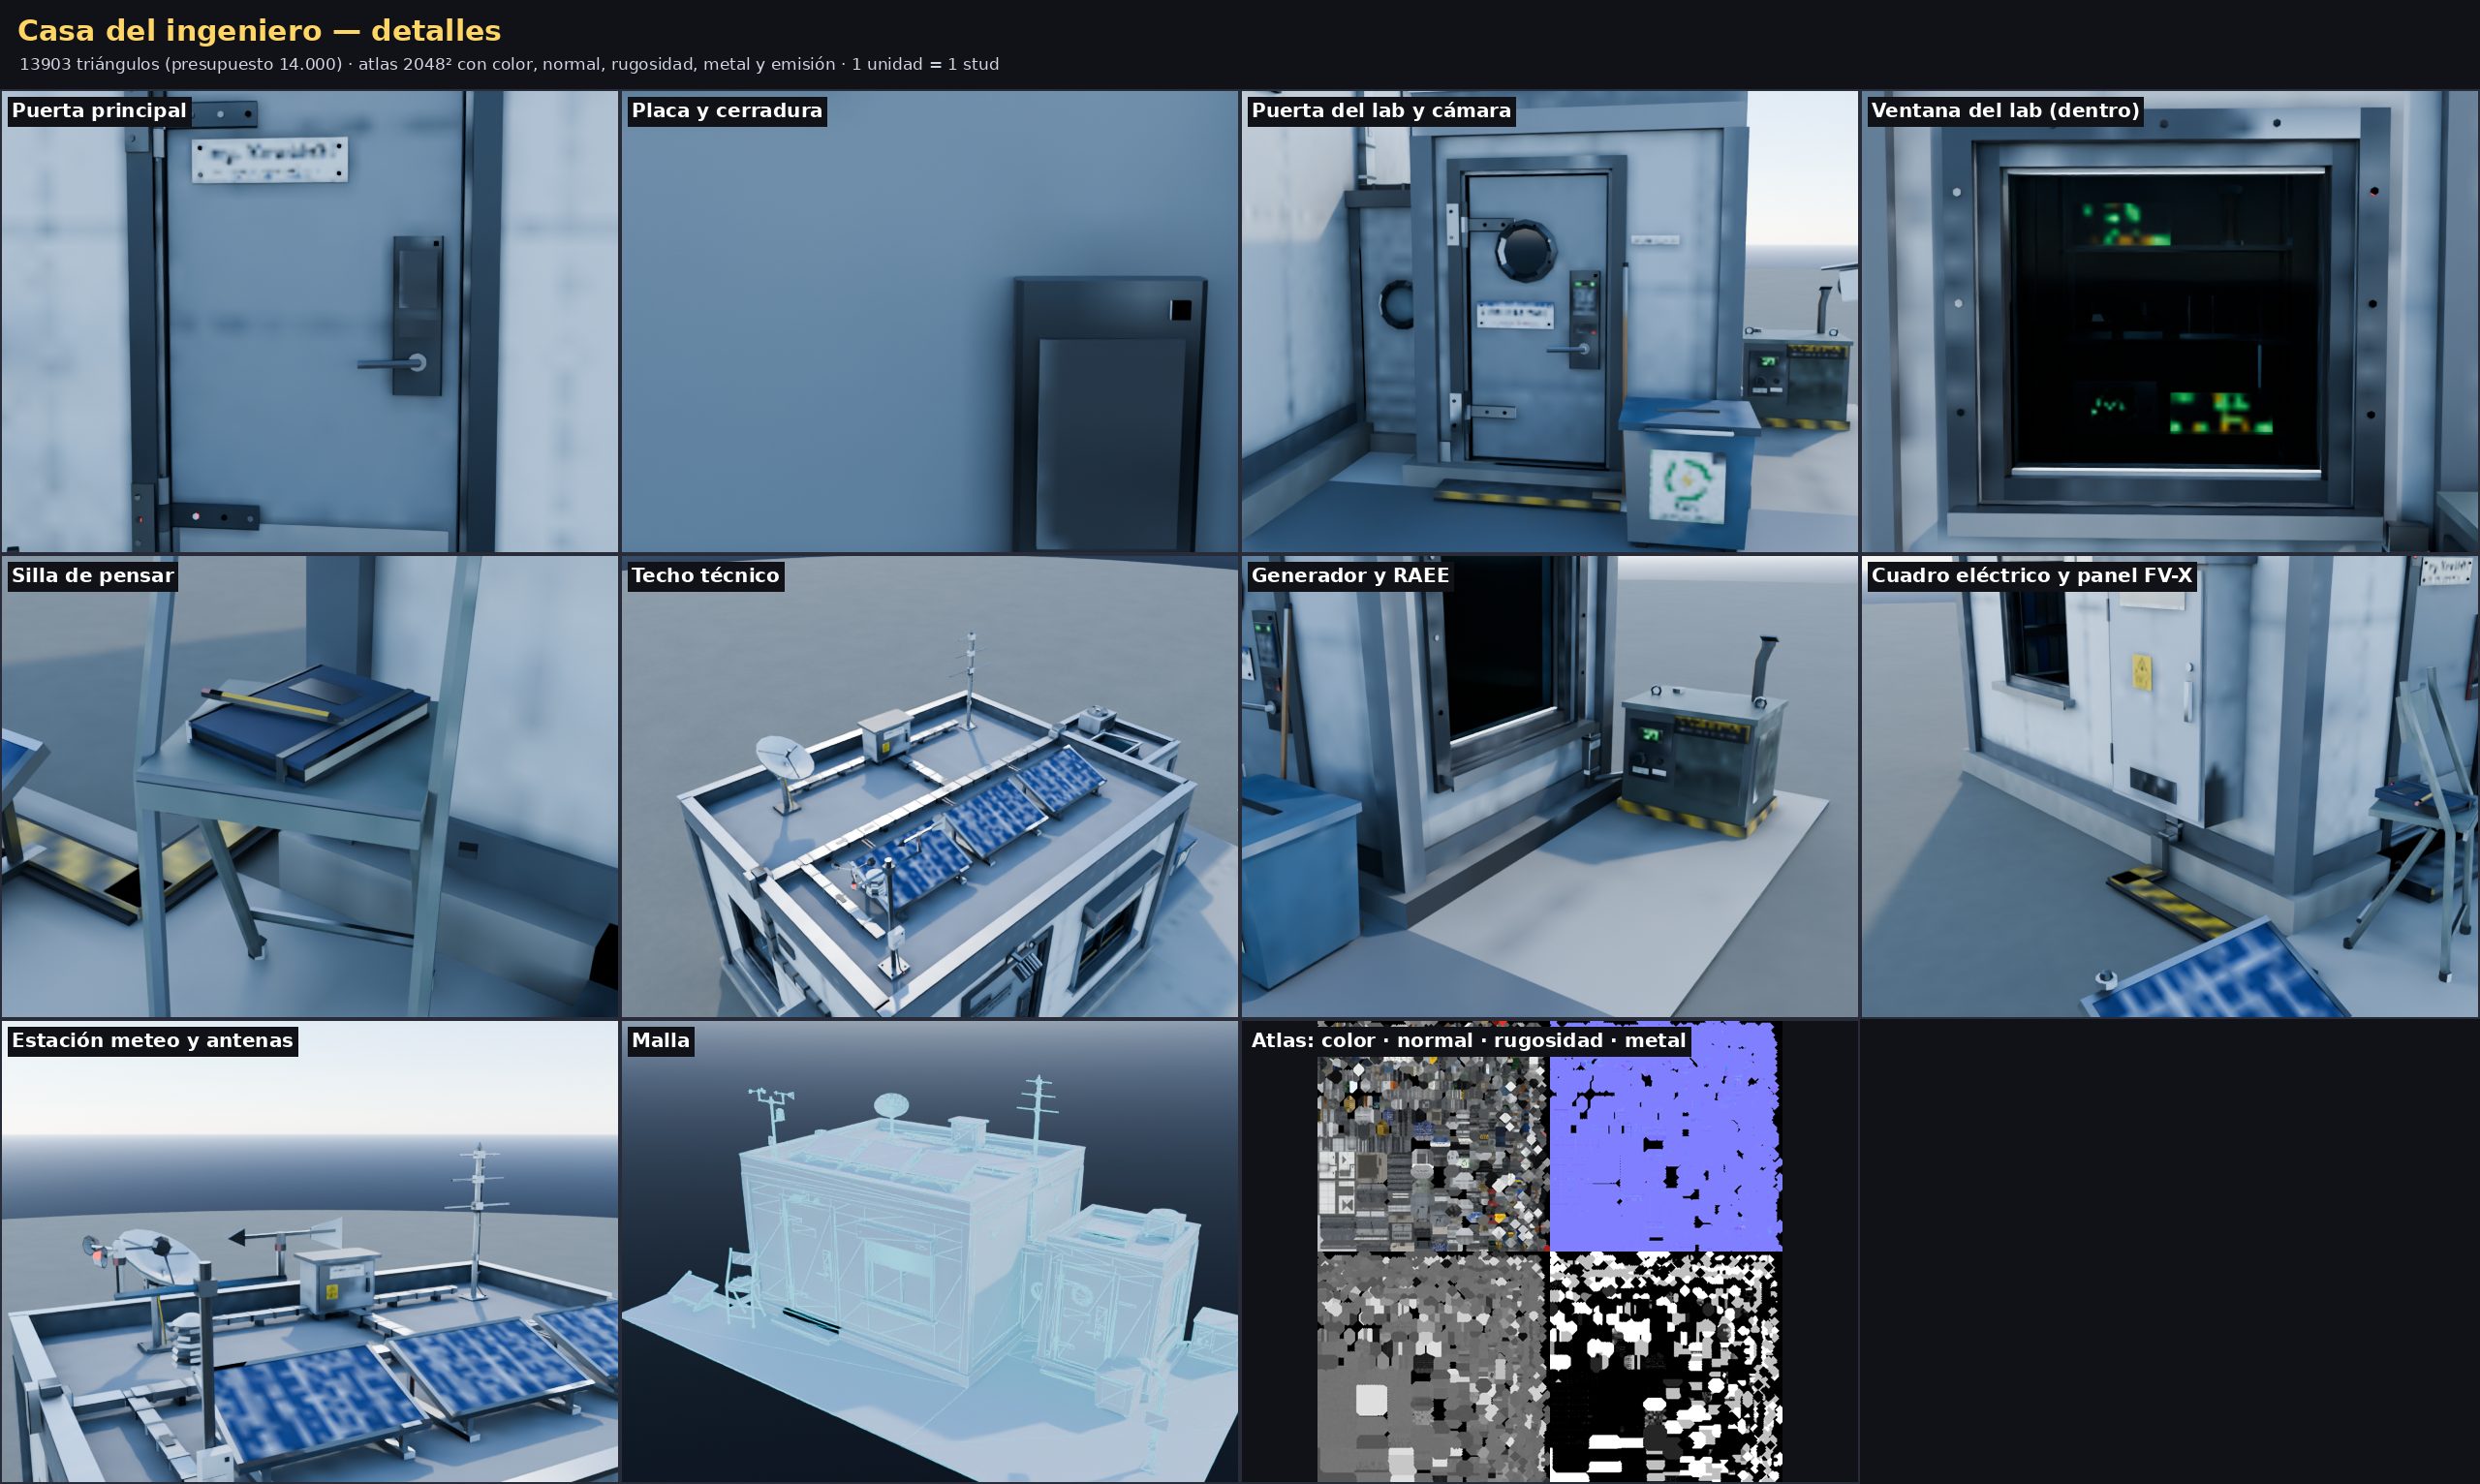 Casa del ingeniero — detalles
13903 triángulos (presupuesto 14.000) · atlas 2048² con color, normal, rugosidad, metal y emisión · 1 unidad = 1 stud
Puerta principal
Placa y cerradura
Puerta del lab y cámara
Ventana del lab (dentro)
Silla de pensar
Techo técnico
Generador y RAEE
Cuadro eléctrico y panel FV-X
Estación meteo y antenas
Malla
Atlas: color · normal · rugosidad · metal